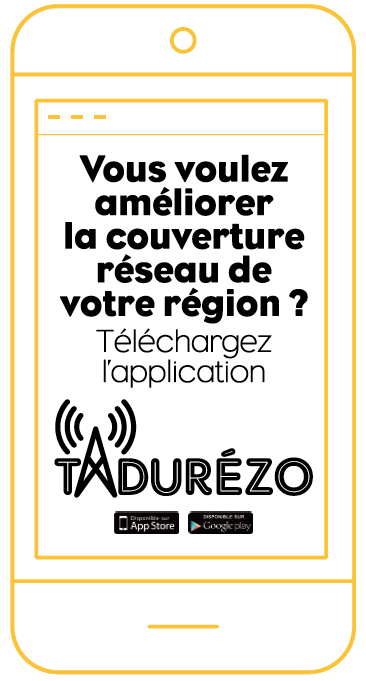 Vous voulez
améliorer
la couverture
réseau de
votre région ?
Téléchargez
l'application
TADURÉZO
Disponible sur
App Store
DISPONIBLE SUR
Google play